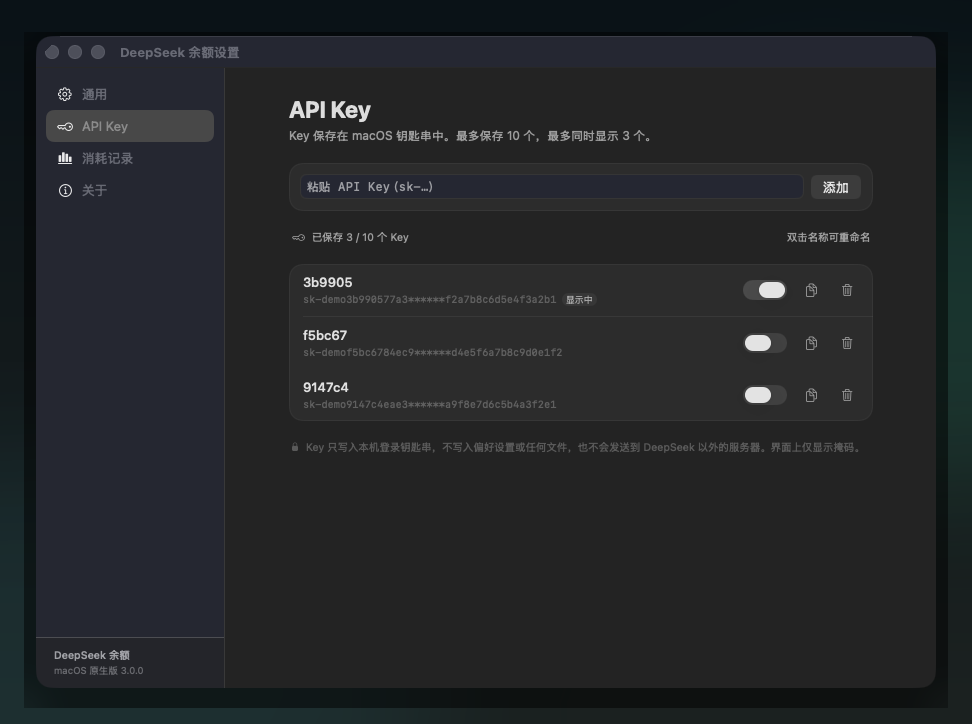 DeepSeek 余额设置
通用
API Key
消耗记录
关于
API Key
Key 保存在 macOS 钥匙串中。最多保存 10 个，最多同时显示 3 个。
粘贴 API Key (sk-…)
添加
已保存 3 / 10 个 Key
双击名称可重命名
3b9905
sk-demo3b990577a3******f2a7b8c6d5e4f3a2b1 显示中
f5bc67
sk-demof5bc6784ec9******d4e5f6a7b8c9d0e1f2
9147c4
sk-demo9147c4eae3******a9f8e7d6c5b4a3f2e1
Key 只写入本机登录钥匙串，不写入偏好设置或任何文件，也不会发送到 DeepSeek 以外的服务器。界面上仅显示掩码。
DeepSeek 余额
macOS 原生版 3.0.0